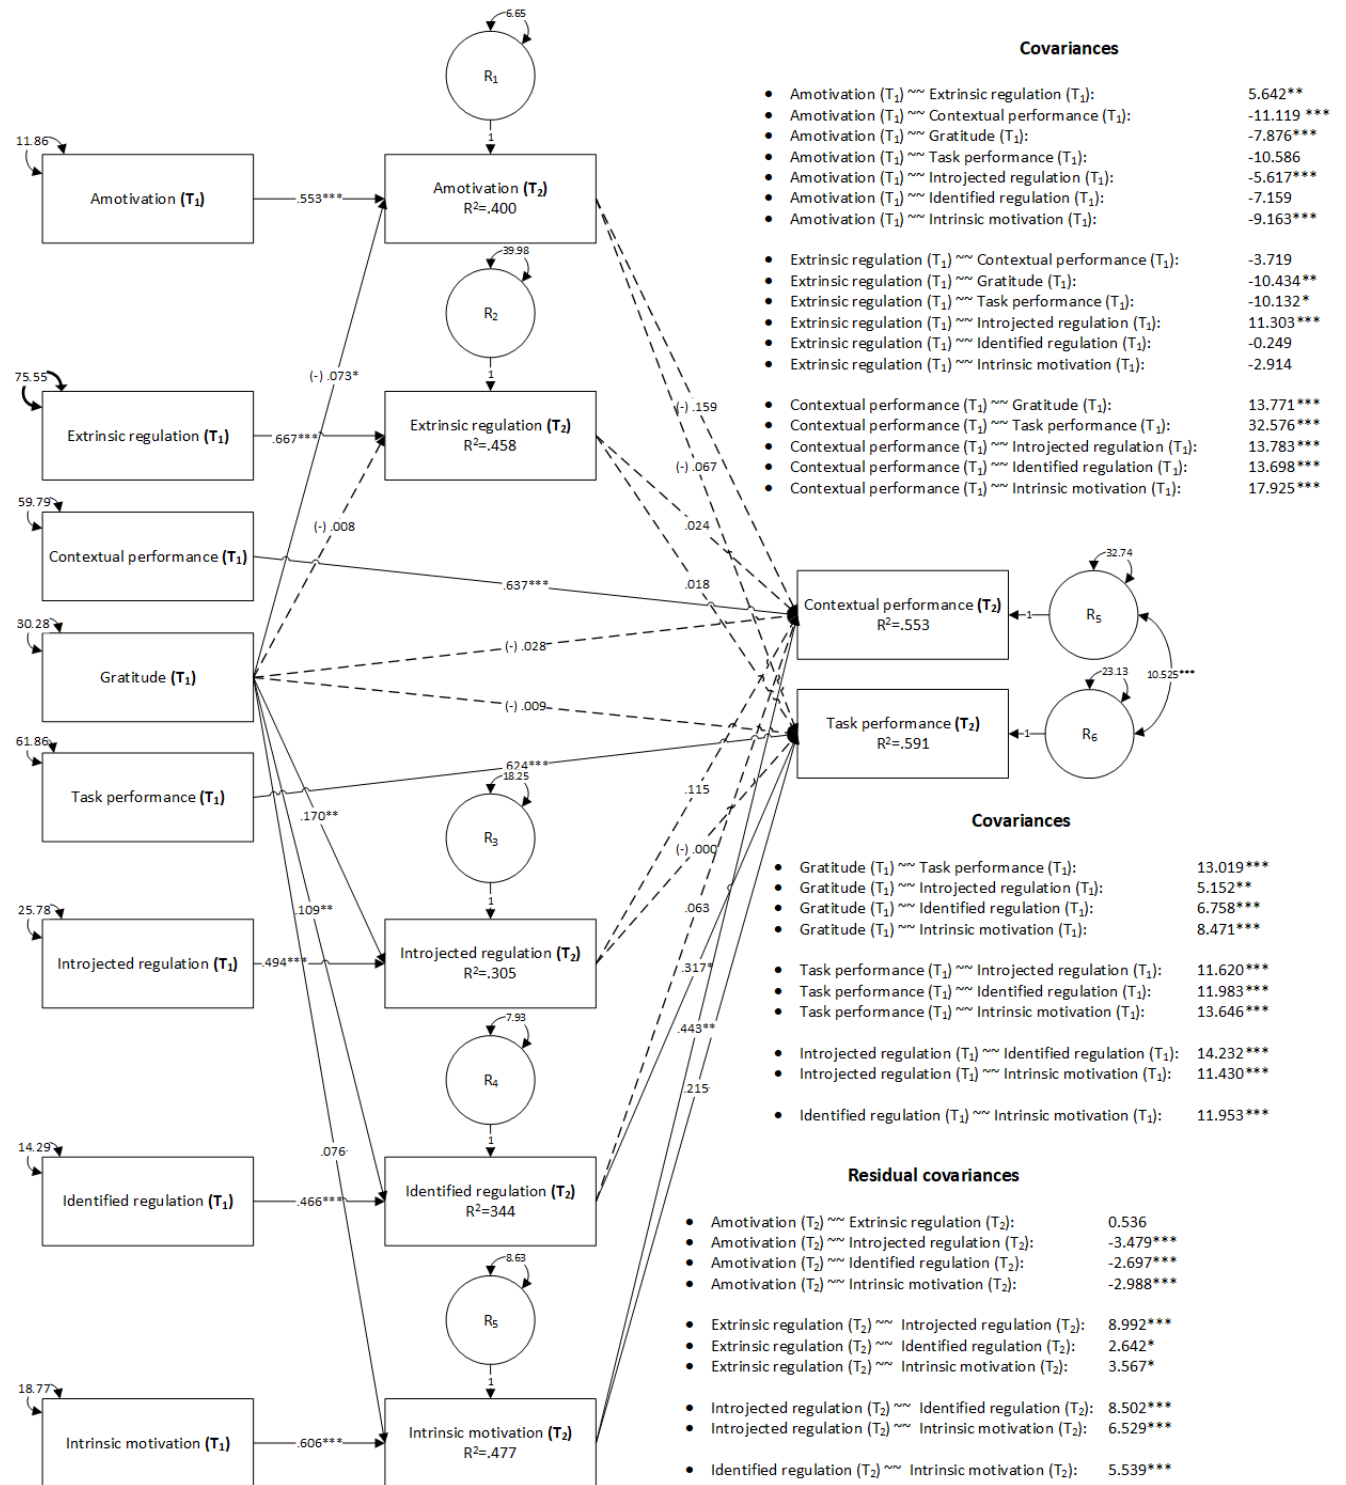 6.65
R1
1
11.86
Amotivation (T1)
.553***
Amotivation (T2)
R2=.400
39.98
R2
1
(-) .073*
75.55
Extrinsic regulation (T1)
.667***
Extrinsic regulation (T2)
R2=.458
(-) .159
(-) .067
59.79
Contextual performance (T1)
(-) .008
.024
.018
.637***
30.28
Gratitude (T1)
(-) .028
(-) .009
Contextual performance (T2)
R2=.553
1
R5
32.74
10.525***
Task performance (T2)
R2=.591
1
R6
23.13
61.86
Task performance (T1)
.624***
18.25
R3
1
.170**
.115
(-) .000
25.78
Introjected regulation (T1)
.494***
.109**
Introjected regulation (T2)
R2=.305
.063
.317*
.443**
.215
7.93
R4
1
14.29
Identified regulation (T1)
.076
.466***
Identified regulation (T2)
R2=344
8.63
R5
1
18.77
Intrinsic motivation (T1)
.606***
Intrinsic motivation (T2)
R2=.477
Covariances
• Amotivation (T1) ~~ Extrinsic regulation (T1): 5.642**
• Amotivation (T1) ~~ Contextual performance (T1): -11.119 ***
• Amotivation (T1) ~~ Gratitude (T1): -7.876***
• Amotivation (T1) ~~ Task performance (T1): -10.586
• Amotivation (T1) ~~ Introjected regulation (T1): -5.617***
• Amotivation (T1) ~~ Identified regulation (T1): -7.159
• Amotivation (T1) ~~ Intrinsic motivation (T1): -9.163***
• Extrinsic regulation (T1) ~~ Contextual performance (T1): -3.719
• Extrinsic regulation (T1) ~~ Gratitude (T1): -10.434**
• Extrinsic regulation (T1) ~~ Task performance (T1): -10.132*
• Extrinsic regulation (T1) ~~ Introjected regulation (T1): 11.303***
• Extrinsic regulation (T1) ~~ Identified regulation (T1): -0.249
• Extrinsic regulation (T1) ~~ Intrinsic motivation (T1): -2.914
• Contextual performance (T1) ~~ Gratitude (T1): 13.771***
• Contextual performance (T1) ~~ Task performance (T1): 32.576***
• Contextual performance (T1) ~~ Introjected regulation (T1): 13.783***
• Contextual performance (T1) ~~ Identified regulation (T1): 13.698***
• Contextual performance (T1) ~~ Intrinsic motivation (T1): 17.925***
Covariances
• Gratitude (T1) ~~ Task performance (T1): 13.019***
• Gratitude (T1) ~~ Introjected regulation (T1): 5.152**
• Gratitude (T1) ~~ Identified regulation (T1): 6.758***
• Gratitude (T1) ~~ Intrinsic motivation (T1): 8.471***
• Task performance (T1) ~~ Introjected regulation (T1): 11.620***
• Task performance (T1) ~~ Identified regulation (T1): 11.983***
• Task performance (T1) ~~ Intrinsic motivation (T1): 13.646***
• Introjected regulation (T1) ~~ Identified regulation (T1): 14.232***
• Introjected regulation (T1) ~~ Intrinsic motivation (T1): 11.430***
• Identified regulation (T1) ~~ Intrinsic motivation (T1): 11.953***
Residual covariances
• Amotivation (T2) ~~ Extrinsic regulation (T2): 0.536
• Amotivation (T2) ~~ Introjected regulation (T2): -3.479***
• Amotivation (T2) ~~ Identified regulation (T2): -2.697***
• Amotivation (T2) ~~ Intrinsic motivation (T2): -2.988***
• Extrinsic regulation (T2) ~~ Introjected regulation (T2): 8.992***
• Extrinsic regulation (T2) ~~ Identified regulation (T2): 2.642*
• Extrinsic regulation (T2) ~~ Intrinsic motivation (T2): 3.567*
• Introjected regulation (T2) ~~ Identified regulation (T2): 8.502***
• Introjected regulation (T2) ~~ Intrinsic motivation (T2): 6.529***
• Identified regulation (T2) ~~ Intrinsic motivation (T2): 5.539***